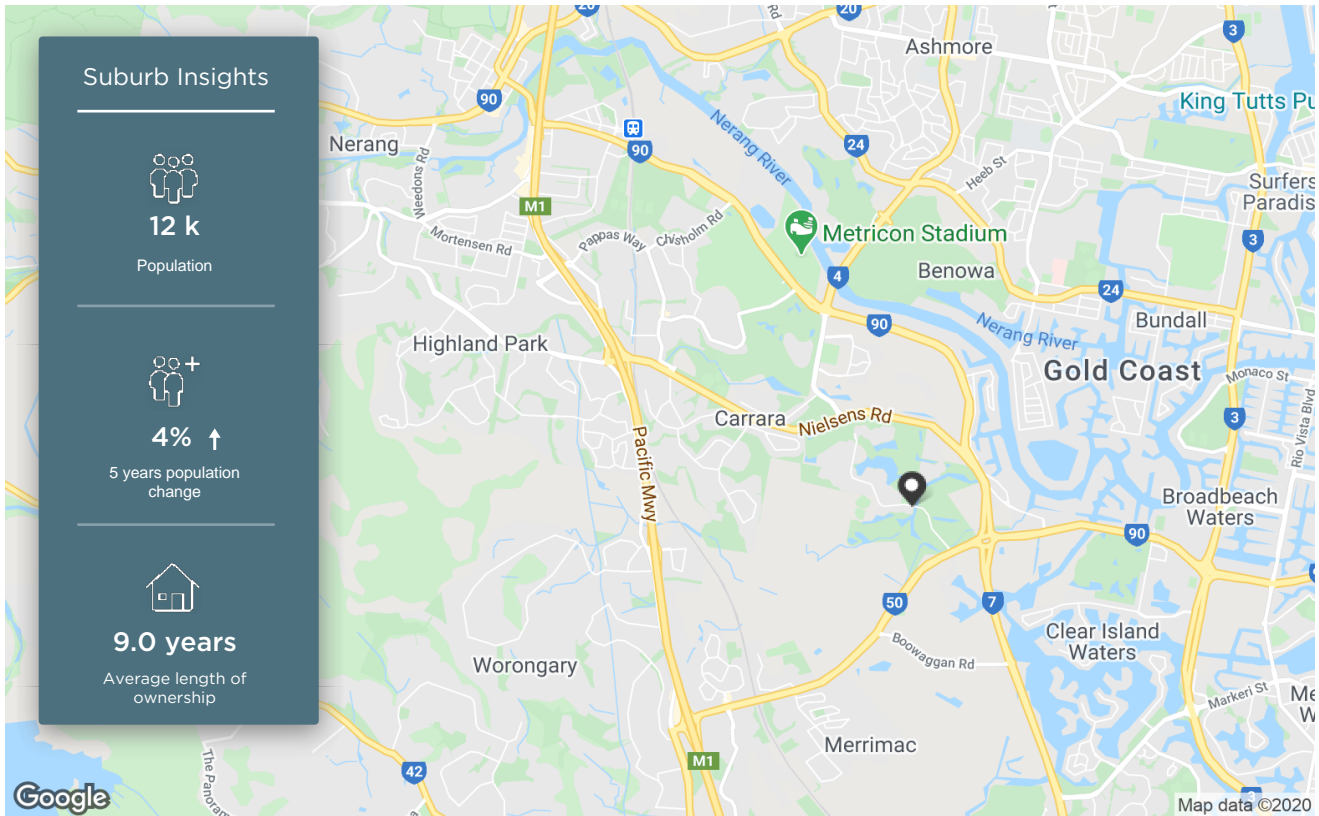 Suburb Insights
12 k
Population
4%
5 years population
change
9.0 years
Average length of
ownership
20
20
Rd
3
Ashmore
90
King Tutts Pu
Nerang
Weedons Rd
90
Nerang River
24
Heeb St
Surfers
Paradis
M1
Mortensen Rd
Pappas Way
Chisholm Rd
Metricon Stadium
3
Benowa
4
24
90
Nerang River
Bundall
Highland Park
Gold Coast
Monaco St
Carrara
Nielsens Rd
3
Rio Vista Blvd
Pacific Mwy
Broadbeach
Waters
90
50
7
Clear Island
Waters
Boowaggan Rd
Worongary
Markeri St
Me
W
Merrimac
M1
42
The Panoram
3
Google
Map data ©2020